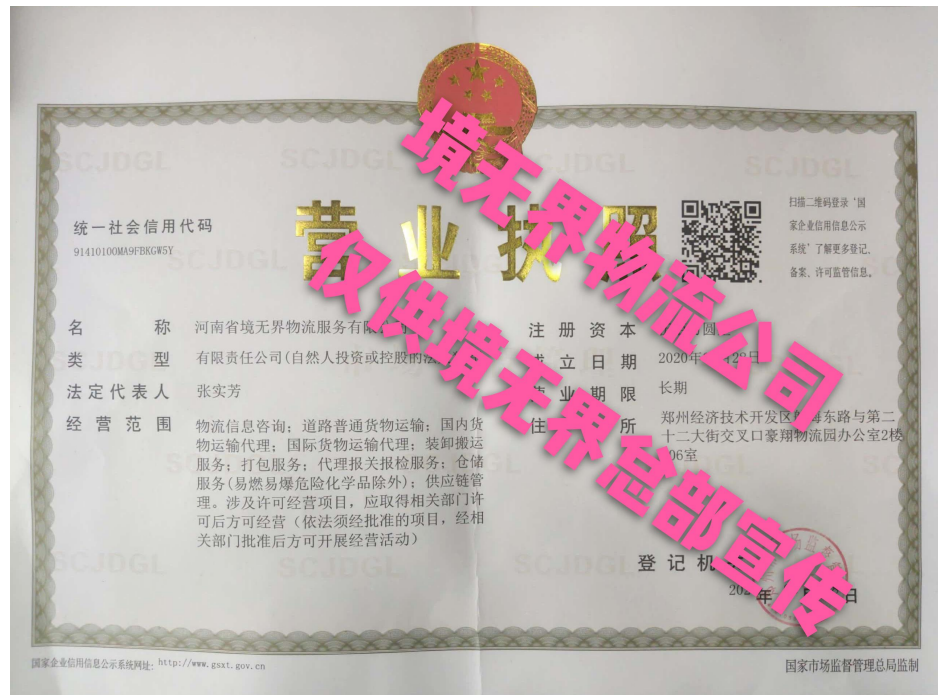 营业执照
统一社会信用代码
91410100MA9FBKGW5Y
扫描二维码登录‘国
家企业信用信息公示
系统’了解更多登记、
备案、许可监管信息。
名 称 河南省境无界物流服务有限
类 型 有限责任公司(自然人投资或控股的法
法定代表人 张实芳
经营范围 物流信息咨询；道路普通货物运输；国内货
物运输代理；国际货物运输代理；装卸搬运
服务；打包服务；代理报关报检服务；仓储
服务(易燃易爆危险化学品除外)；供应链管
理。涉及许可经营项目，应取得相关部门许
可后方可经营（依法须经批准的项目，经相
关部门批准后方可开展经营活动）
注册资本 圆
成立日期 2020年 日
营业期限 长期
住所 郑州经济技术开发区 海东路与第二
十二大街交叉口豪翔物流园办公室2楼
06室
登记机
年 日
境无界物流公司
仅供境无界总部宣传
SCJDGL
国家企业信用信息公示系统网址：http://www.gsxt.gov.cn
国家市场监督管理总局监制